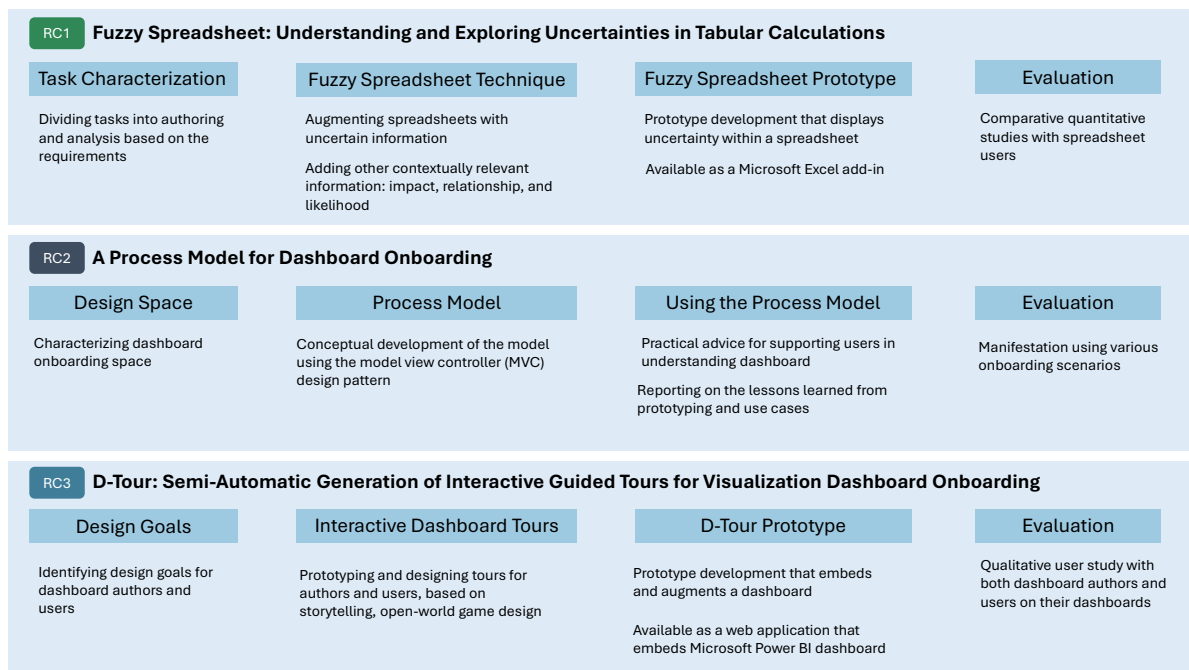 RC1
Fuzzy Spreadsheet: Understanding and Exploring Uncertainties in Tabular Calculations
Task Characterization
Dividing tasks into authoring
and analysis based on the
requirements
Fuzzy Spreadsheet Technique
Augmenting spreadsheets with
uncertain information
Adding other contextually relevant
information: impact, relationship, and
likelihood
Fuzzy Spreadsheet Prototype
Prototype development that displays
uncertainty within a spreadsheet
Available as a Microsoft Excel add-in
Evaluation
Comparative quantitative
studies with spreadsheet
users
RC2
A Process Model for Dashboard Onboarding
Design Space
Characterizing dashboard
onboarding space
Process Model
Conceptual development of the model
using the model view controller (MVC)
design pattern
Using the Process Model
Practical advice for supporting users in
understanding dashboard
Reporting on the lessons learned from
prototyping and use cases
Evaluation
Manifestation using various
onboarding scenarios
RC3
D-Tour: Semi-Automatic Generation of Interactive Guided Tours for Visualization Dashboard Onboarding
Design Goals
Identifying design goals for
dashboard authors and
users
Interactive Dashboard Tours
Prototyping and designing tours for
authors and users, based on
storytelling, open-world game design
D-Tour Prototype
Prototype development that embeds
and augments a dashboard
Available as a web application that
embeds Microsoft Power BI dashboard
Evaluation
Qualitative user study with
both dashboard authors and
users on their dashboards